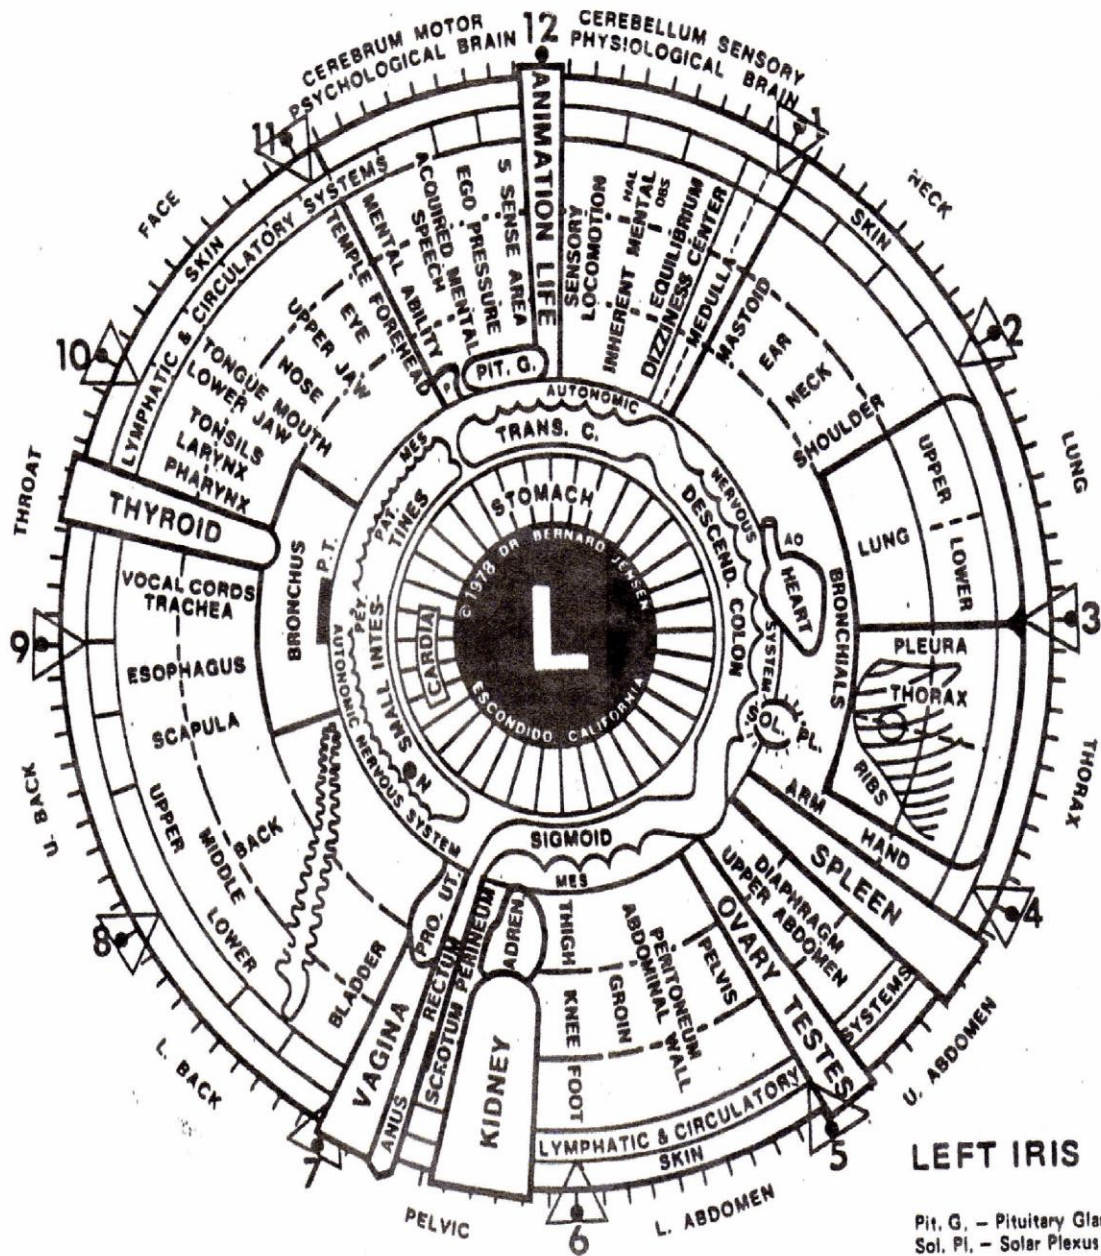 CEREBRUM MOTOR
PSYCHOLOGICAL BRAIN
12
CEREBELLUM SENSORY
PHYSIOLOGICAL BRAIN
1
NECK
2
LUNG
3
THORAX
4
U. ABDOMEN
5
L. ABDOMEN
6
PELVIC
7
L. BACK
8
U. BACK
9
THROAT
10
FACE
11
SKIN
LYMPHATIC & CIRCULATORY SYSTEMS
SKIN
ANIMATION LIFE
5 SENSE AREA
EGO PRESSURE
ACQUIRED MENTAL
SPEECH
MENTAL ABILITY
TEMPLE FOREHEAD
SENSORY
LOCOMOTION
INHERENT MENTAL
HAL
OBS
EQUILIBRIUM
DIZZINESS CENTER
MEDULLA
MASTOID
EAR
NECK
SHOULDER
EYE
UPPER JAW
NOSE
TONGUE MOUTH
LOWER JAW
TONSILS
LARYNX
PHARYNX
THYROID
VOCAL CORDS
TRACHEA
ESOPHAGUS
SCAPULA
BRONCHUS
P.T.
UPPER
MIDDLE
LOWER
BACK
BLADDER
PRO. UT.
VAGINA
RECTUM
ANUS
SCROTUM PERINEUM
ADREN.
KIDNEY
THIGH
KNEE
FOOT
GROIN
ABDOMINAL WALL
PERITONEUM
PELVIS
LYMPHATIC & CIRCULATORY
SYSTEMS
SKIN
OVARY TESTES
UPPER ABDOMEN
DIAPHRAGM
SPLEEN
ARM HAND
RIBS
THORAX
PLEURA
UPPER
LOWER
LUNG
BRONCHIALS
AO
HEART
SOL. PL.
P.
PIT. G.
AUTONOMIC
NERVOUS
SYSTEM
MES
TRANS. C.
DESCEND. COLON
SIGMOID
MES
AUTONOMIC NERVOUS SYSTEM
PEY. PAT.
SMALL INTES-
TINES
N
STOMACH
CARDIA
© 1978 DR BERNARD JENSEN
L
ESCONDIDO CALIFORNIA
LEFT IRIS
Pit. G. – Pituitary
Sol. Pl. – Solar Plexus